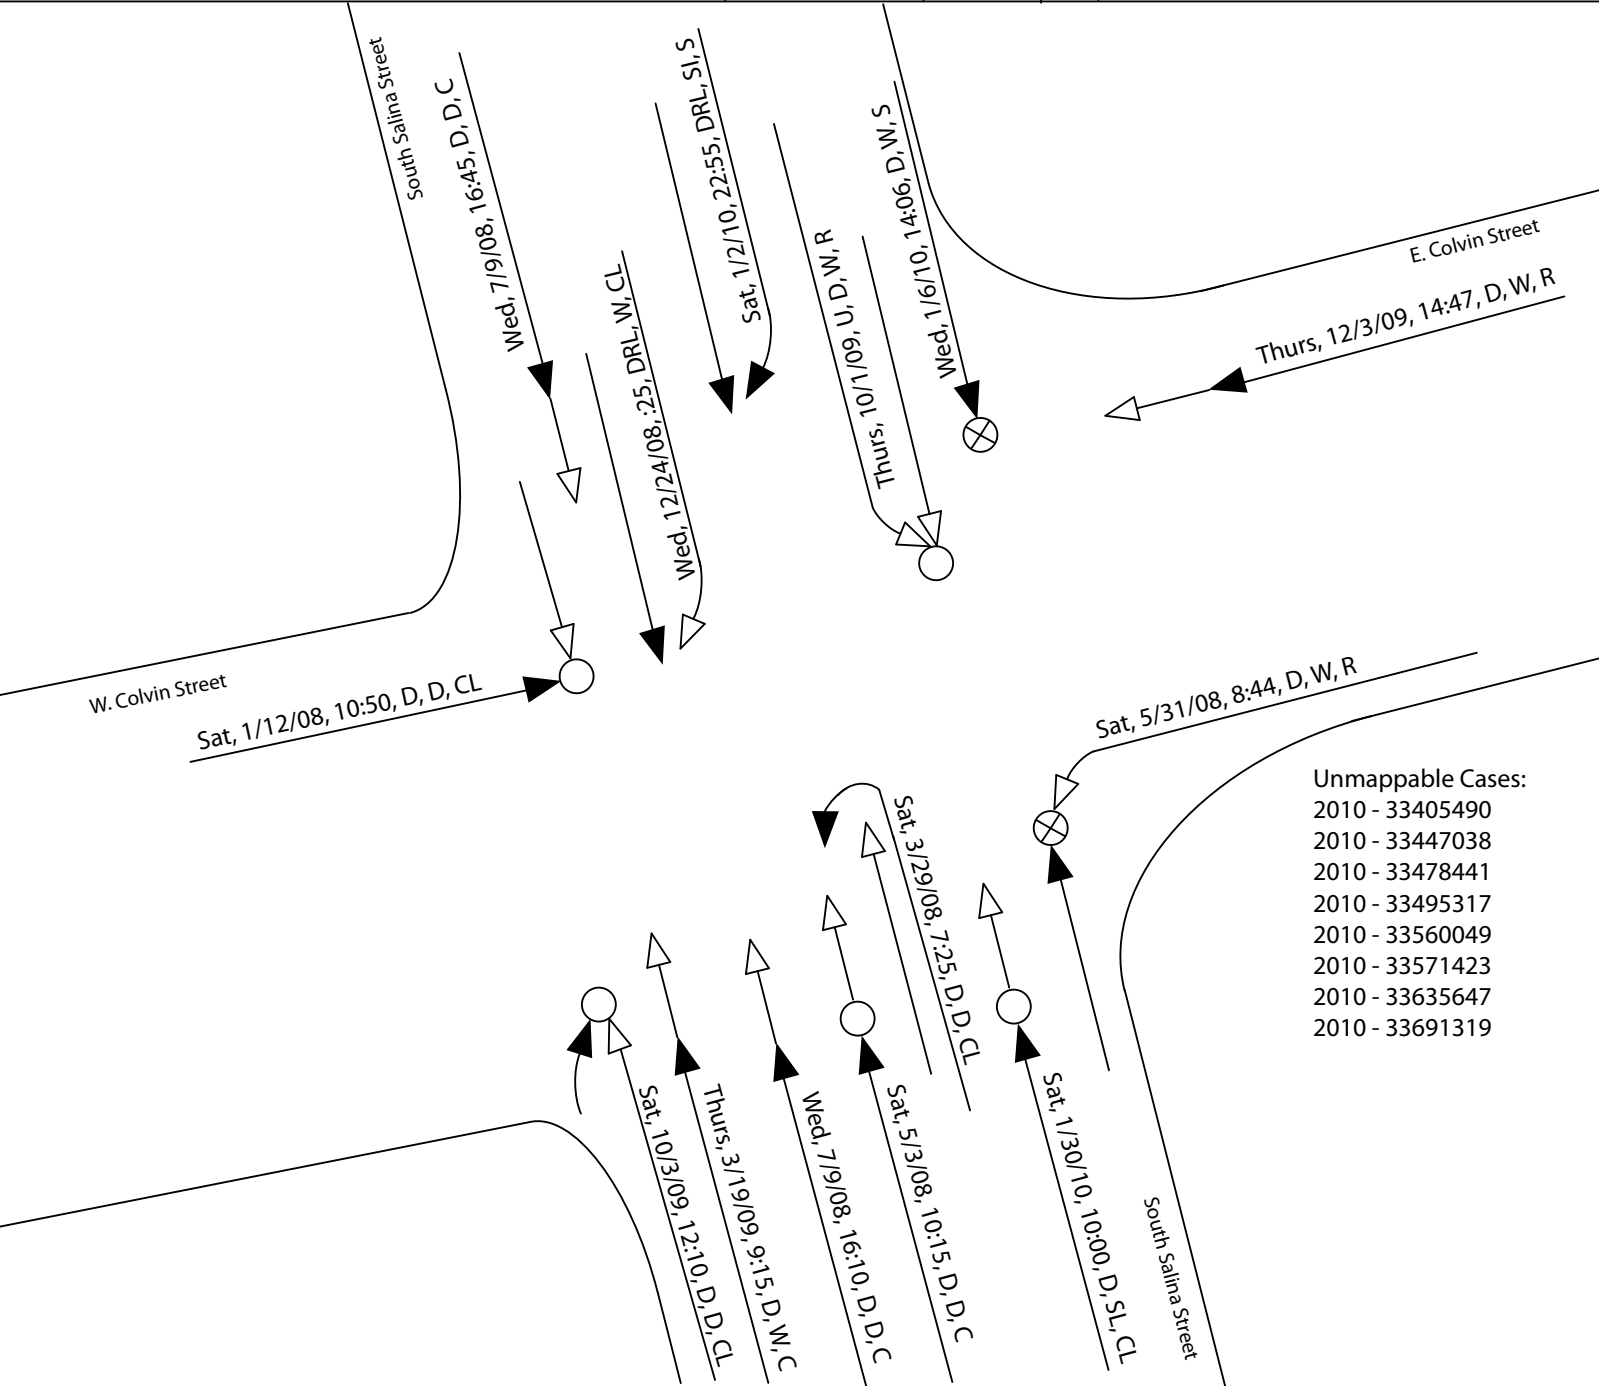 South Salina Street
Wed, 7/9/08, 16:45, D, D, C
Sat, 1/2/10, 22:55, DRL, SI, S
Wed, 12/24/08, :25, DRL, W, CL
Thurs, 10/1/09, U, D, W, R
Wed, 1/6/10, 14:06, D, W, S
E. Colvin Street
Thurs, 12/3/09, 14:47, D, W, R
W. Colvin Street
Sat, 1/12/08, 10:50, D, D, CL
Sat, 5/31/08, 8:44, D, W, R
Sat, 3/29/08, 7:25, D, D, CL
Unmappable Cases:
2010 - 33405490
2010 - 33447038
2010 - 33478441
2010 - 33495317
2010 - 33560049
2010 - 33571423
2010 - 33635647
2010 - 33691319
Sat, 10/3/09, 12:10, D, D, CL
Thurs, 3/19/09, 9:15, D, W, C
Wed, 7/9/08, 16:10, D, D, C
Sat, 5/3/08, 10:15, D, D, C
Sat, 1/30/10, 10:00, D, SL, CL
South Salina Street